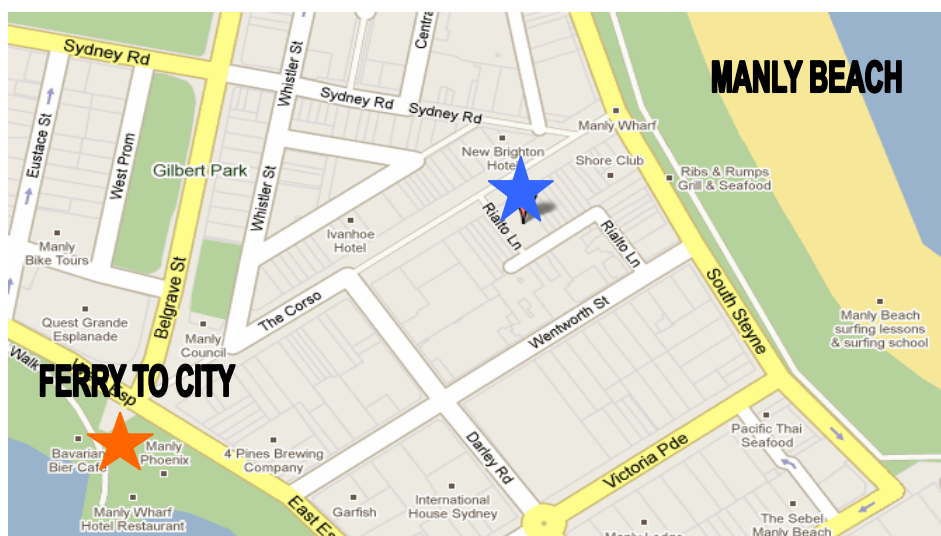 Sydney Rd
Whistler St
Central
MANLY BEACH
Sydney Rd
Sydney Rd
Manly Wharf
Eustace St
West Prom
New Brighton
Hotel
Shore Club
Gilbert Park
Ribs & Rumps
Grill & Seafood
Whistler St
Rialto Ln
Rialto Ln
Ivanhoe
Hotel
Manly
Bike Tours
The Corso
Belgrave St
South Steyne
Wentworth St
Quest Grande
Esplanade
Manly
Council
Manly Beach
surfing lessons
& surfing school
Walk
FERRY TO CITY
Esp
Pacific Thai
Seafood
Bavarian
Bier Cafe
Manly
Phoenix
4 Pines Brewing
Company
Darley Rd
Victoria Pde
East Es
Garfish
International
House Sydney
Manly Wharf
Hotel Restaurant
The Sebel
Manly Beach